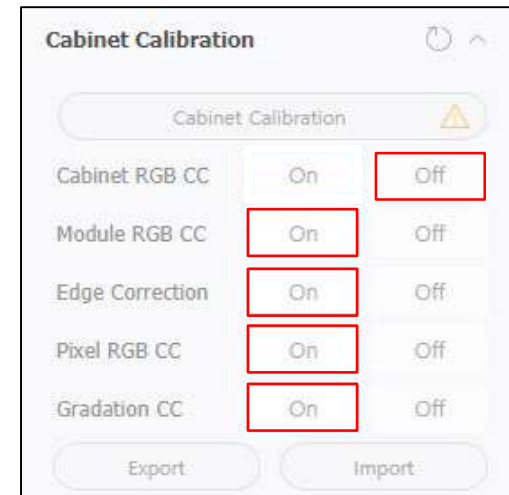 Cabinet Calibration
Cabinet Calibration
Cabinet RGB CC On Off
Module RGB CC On Off
Edge Correction On Off
Pixel RGB CC On Off
Gradation CC On Off
Export Import